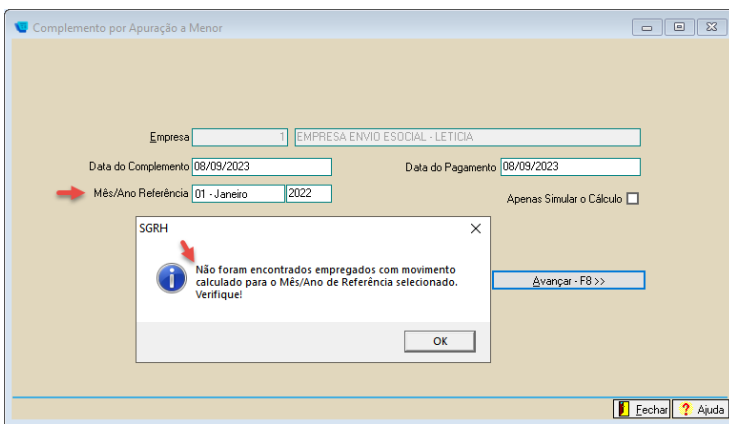 Complemento por Apuração a Menor
Empresa 1 EMPRESA ENVIO ESOCIAL - LETICIA
Data do Complemento 08/09/2023 Data do Pagamento 08/09/2023
Mês/Ano Referência 01 - Janeiro 2022 Apenas Simular o Cálculo
SGRH
Não foram encontrados empregados com movimento
calculado para o Mês/Ano de Referência selecionado.
Verifique!
Avançar - F8 >>
OK
Fechar ? Ajuda